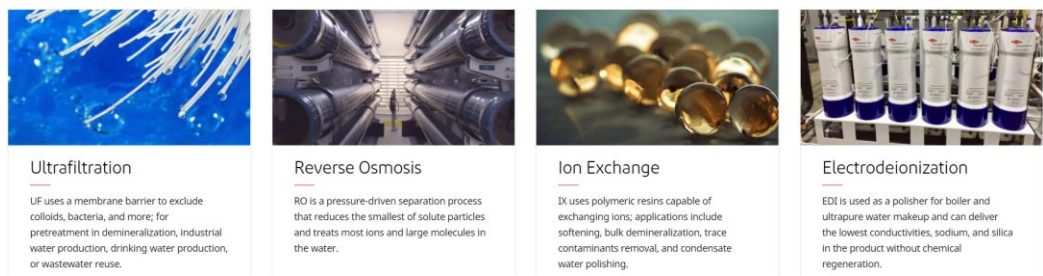 Ultrafiltration
UF uses a membrane barrier to exclude
colloids, bacteria, and more; for
pretreatment in demineralization, industrial
water production, drinking water production,
or wastewater reuse.
Reverse Osmosis
RO is a pressure-driven separation process
that reduces the smallest of solute particles
and treats most ions and large molecules in
the water.
Ion Exchange
IX uses polymeric resins capable of
exchanging ions; applications include
softening, bulk demineralization, trace
contaminants removal, and condensate
water polishing.
Electrodeionization
EDI is used as a polisher for boiler and
ultrapure water makeup and can deliver
the lowest conductivities, sodium, and silica
in the product without chemical
regeneration.